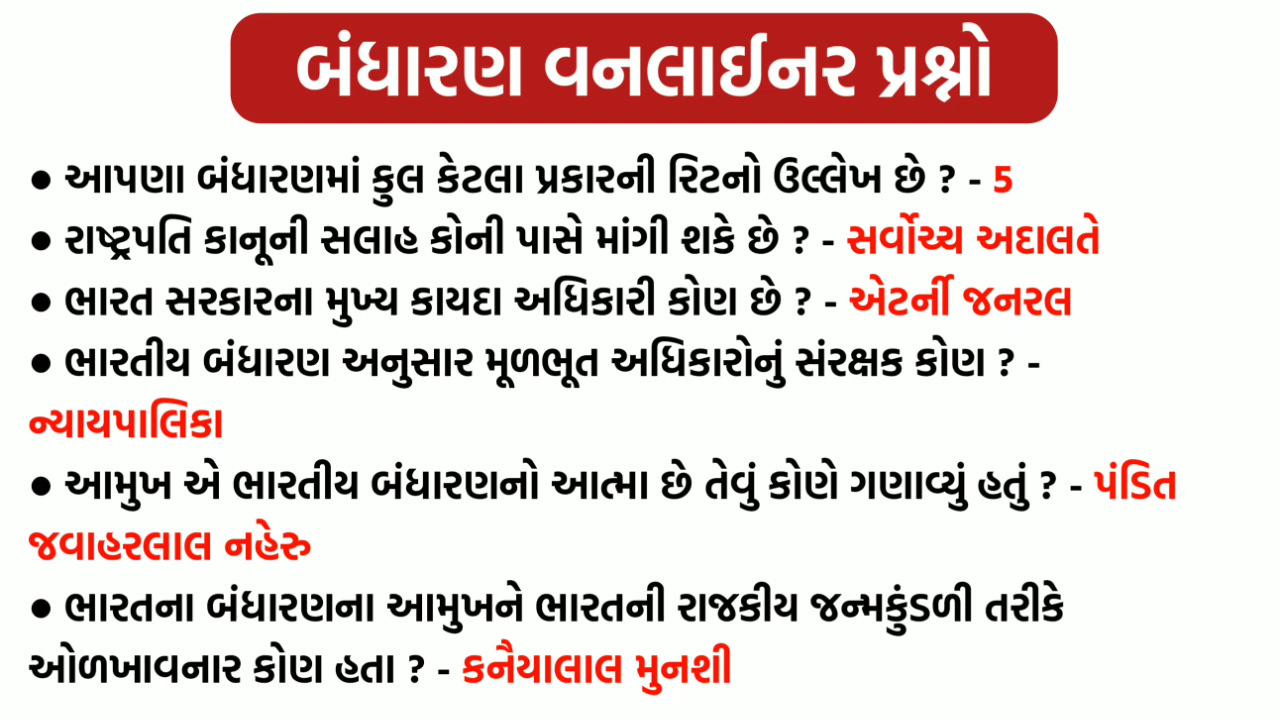 બંધારણ વનલાઈનર પ્રશ્નો
● આપણા બંધારણમાં કુલ કેટલા પ્રકારની રિટનો ઉલ્લેખ છે ? - 5
● રાષ્ટ્રપતિ કાનૂની સલાહ કોની પાસે માંગી શકે છે ? - સર્વોચ્ચ અદાલતે
● ભારત સરકારના મુખ્ય કાયદા અધિકારી કોણ છે ? - એટર્ની જનરલ
● ભારતીય બંધારણ અનુસાર મૂળભૂત અધિકારોનું સંરક્ષક કોણ ? -
ન્યાયપાલિકા
● આમુખ એ ભારતીય બંધારણનો આત્મા છે તેવું કોણે ગણાવ્યું હતું ? - પંડિત
જવાહરલાલ નહેરુ
● ભારતના બંધારણના આમુખને ભારતની રાજકીય જન્મકુંડળી તરીકે
ઓળખાવનાર કોણ હતા ? - કનૈયાલાલ મુનશી